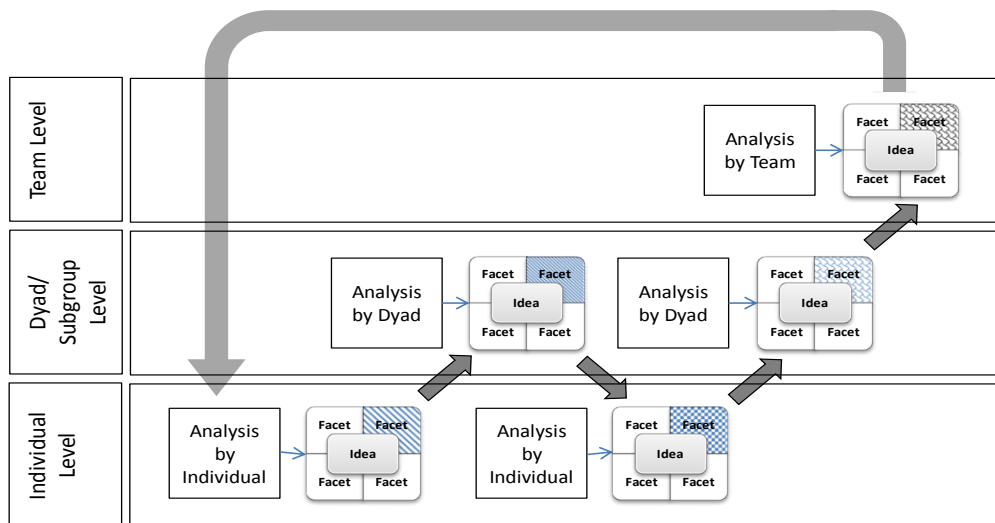 Team Level
Analysis
by Team
Facet
Facet
Idea
Facet
Facet
Dyad/
Subgroup
Level
Analysis
by Dyad
Facet
Facet
Idea
Facet
Facet
Analysis
by Dyad
Facet
Facet
Idea
Facet
Facet
Individual
Level
Analysis
by
Individual
Facet
Facet
Idea
Facet
Facet
Analysis
by
Individual
Facet
Facet
Idea
Facet
Facet